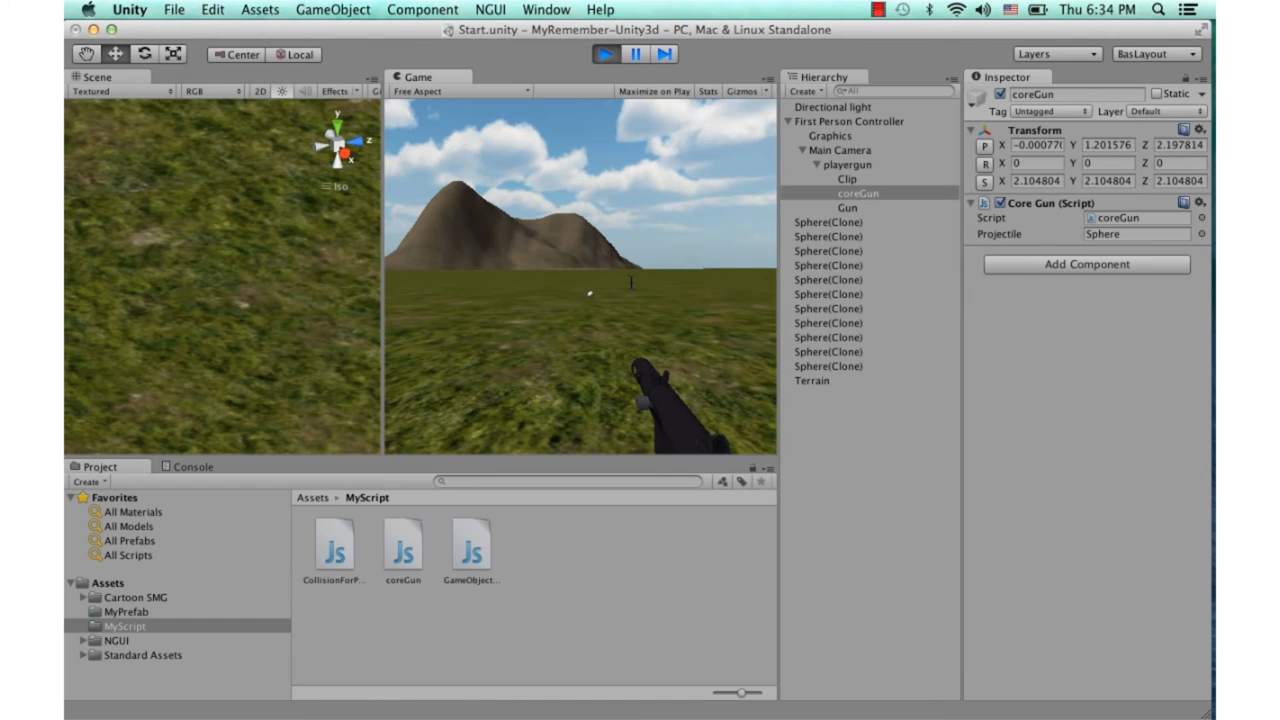 Unity File Edit Assets GameObject Component NGUI Window Help Thu 6:34 PM
Start.unity – MyRemember-Unity3d – PC, Mac & Linux Standalone
Center Local Layers BasLayout
Scene
Textured RGB 2D Effects
y
z
x
Iso
Game
Free Aspect Maximize on Play Stats Gizmos
Hierarchy
Create All
Directional light
First Person Controller
Graphics
Main Camera
playergun
Clip
coreGun
Gun
Sphere(Clone)
Sphere(Clone)
Sphere(Clone)
Sphere(Clone)
Sphere(Clone)
Sphere(Clone)
Sphere(Clone)
Sphere(Clone)
Sphere(Clone)
Sphere(Clone)
Sphere(Clone)
Terrain
Inspector
coreGun Static
Tag Untagged Layer Default
Transform
P X -0.00077( Y 1.201576 Z 2.197814
R X 0 Y 0 Z 0
S X 2.104804 Y 2.104804 Z 2.104804
Js Core Gun (Script)
Script coreGun
Projectile Sphere
Add Component
Project Console
Create
Favorites
All Materials
All Models
All Prefabs
All Scripts
Assets
Cartoon SMG
MyPrefab
MyScript
NGUI
Standard Assets
Assets MyScript
Js Js Js
CollisionForP... coreGun GameObject...